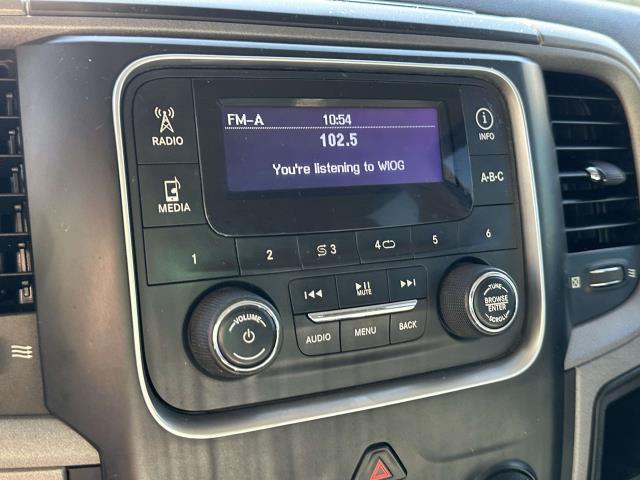 FM-A 10:54
102.5
You're listening to WIOG
RADIO
MEDIA
INFO
A-B-C
1 2 3 4 5 6
MUTE
VOLUME
AUDIO MENU BACK
TUNE
BROWSE
ENTER
SCROLL